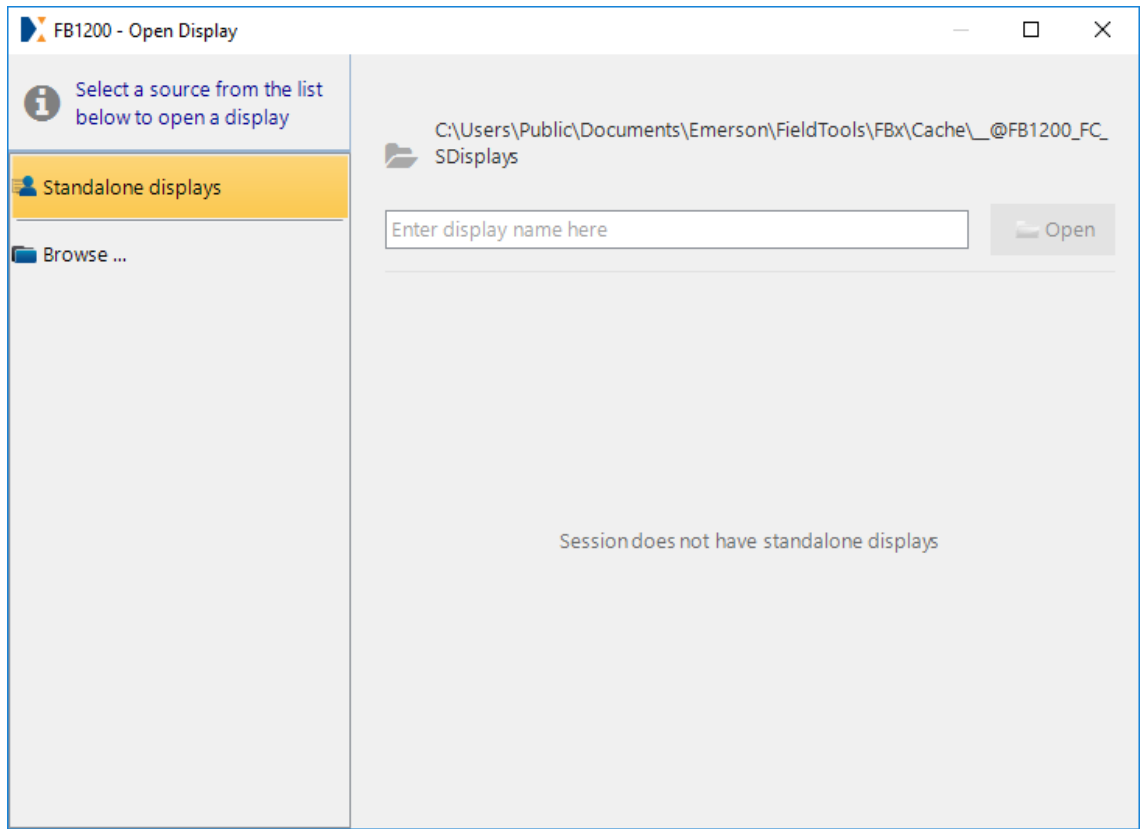 FB1200 - Open Display
Select a source from the list
below to open a display
Standalone displays
Browse ...
C:\Users\Public\Documents\Emerson\FieldTools\FBx\Cache\__@FB1200_FC_
SDisplays
Enter display name here
Open
Session does not have standalone displays